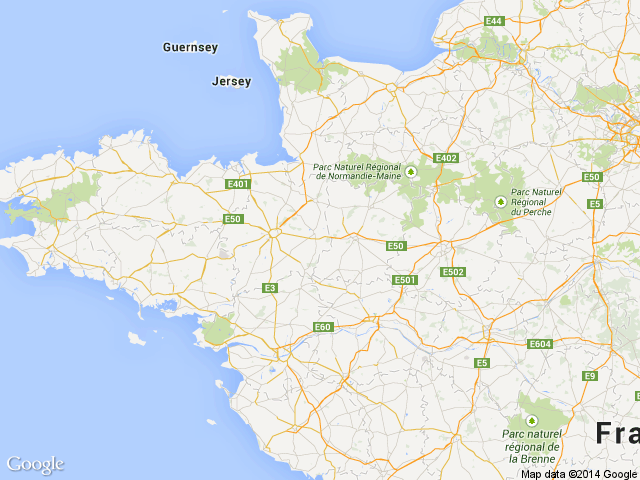 E44
Guernsey
Jersey
E402
Parc Naturel Régional
de Normandie-Maine
E401
E50
Parc Naturel
Régional
du Perche
E5
E50
E50
E502
E501
E3
E60
E604
E5
E9
Fra
Parc naturel
régional de
la Brenne
Google
Map data ©2014 Google